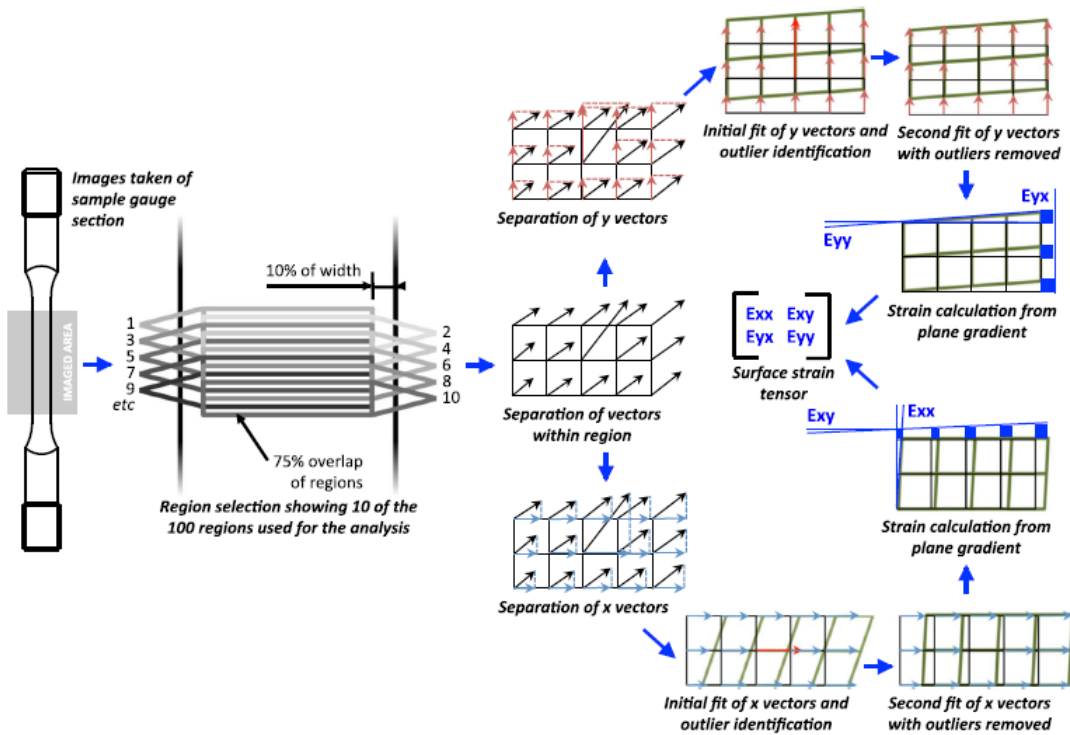 Images taken of
sample gauge
section
IMAGED AREA
10% of width
1
3
5
7
9
etc
2
4
6
8
10
75% overlap
of regions
Region selection showing 10 of the
100 regions used for the analysis
Separation of y vectors
Initial fit of y vectors and
outlier identification
Second fit of y vectors
with outliers removed
Eyx
Eyy
Strain calculation from
plane gradient
Separation of vectors
within region
Exx Exy
Eyx Eyy
Surface strain
tensor
Separation of x vectors
Initial fit of x vectors and
outlier identification
Second fit of x vectors
with outliers removed
Exy
Exx
Strain calculation from
plane gradient